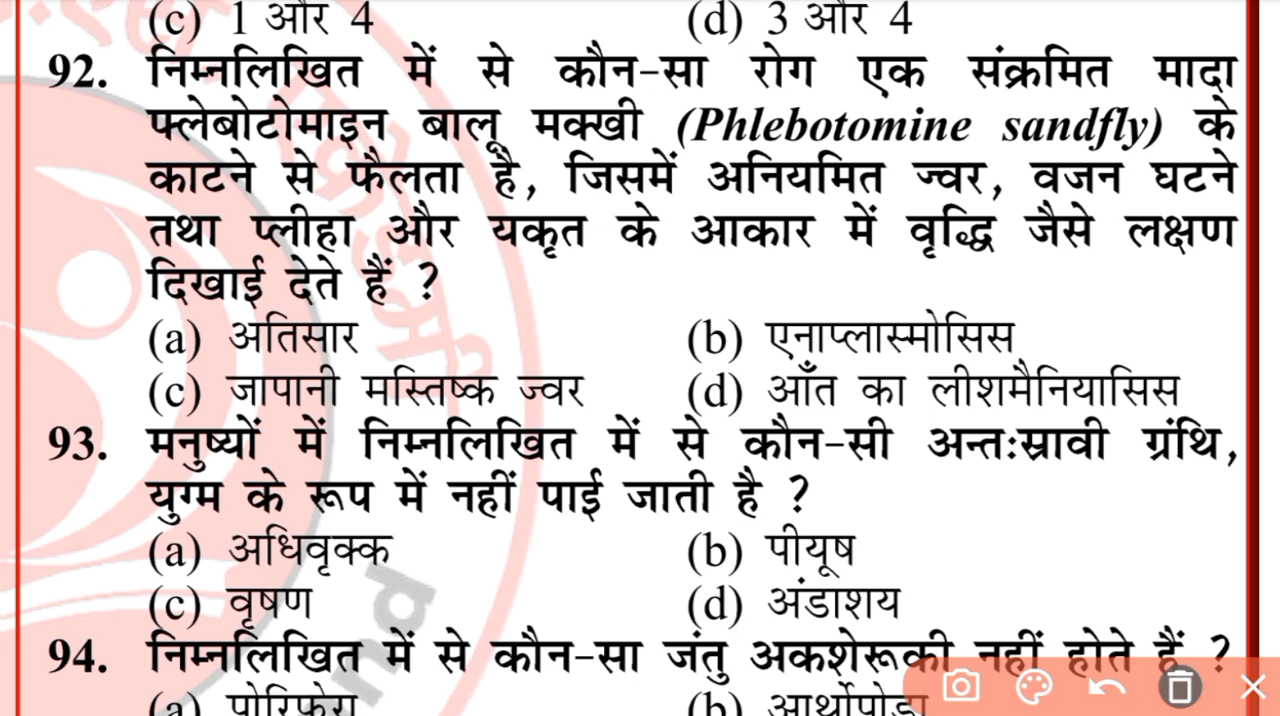 (c) 1 और 4 (d) 3 और 4
92. निम्नलिखित में से कौन-सा रोग एक संक्रमित मादा
फ्लेबोटोमाइन बालू मक्खी (Phlebotomine sandfly) के
काटने से फैलता है, जिसमें अनियमित ज्वर, वजन घटने
तथा प्लीहा और यकृत के आकार में वृद्धि जैसे लक्षण
दिखाई देते हैं ?
(a) अतिसार (b) एनाप्लास्मोसिस
(c) जापानी मस्तिष्क ज्वर (d) आँत का लीशमैनियासिस
93. मनुष्यों में निम्नलिखित में से कौन-सी अन्तःस्रावी ग्रंथि,
युग्म के रूप में नहीं पाई जाती है ?
(a) अधिवृक्क (b) पीयूष
(c) वृषण (d) अंडाशय
94. निम्नलिखित में से कौन-सा जंतु अकशेरूकी नहीं होते हैं ?
(a) पोरिफेरा (b) आर्थोपोडा